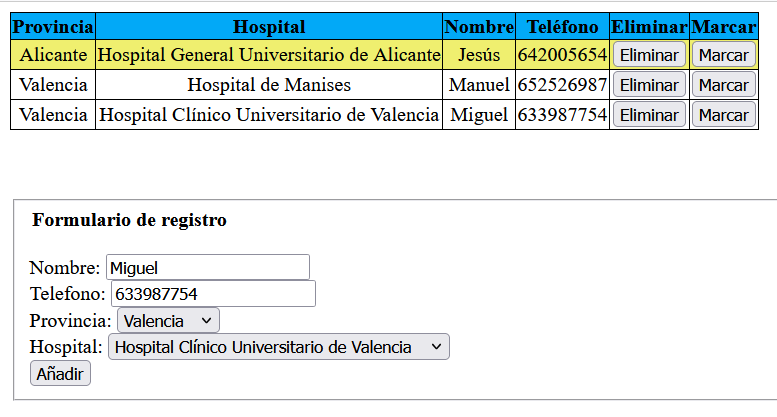 Provincia Hospital Nombre Teléfono Eliminar Marcar
Alicante Hospital General Universitario de Alicante Jesús 642005654 Eliminar Marcar
Valencia Hospital de Manises Manuel 652526987 Eliminar Marcar
Valencia Hospital Clínico Universitario de Valencia Miguel 633987754 Eliminar Marcar
Formulario de registro
Nombre: Miguel
Telefono: 633987754
Provincia: Valencia
Hospital: Hospital Clínico Universitario de Valencia
Añadir